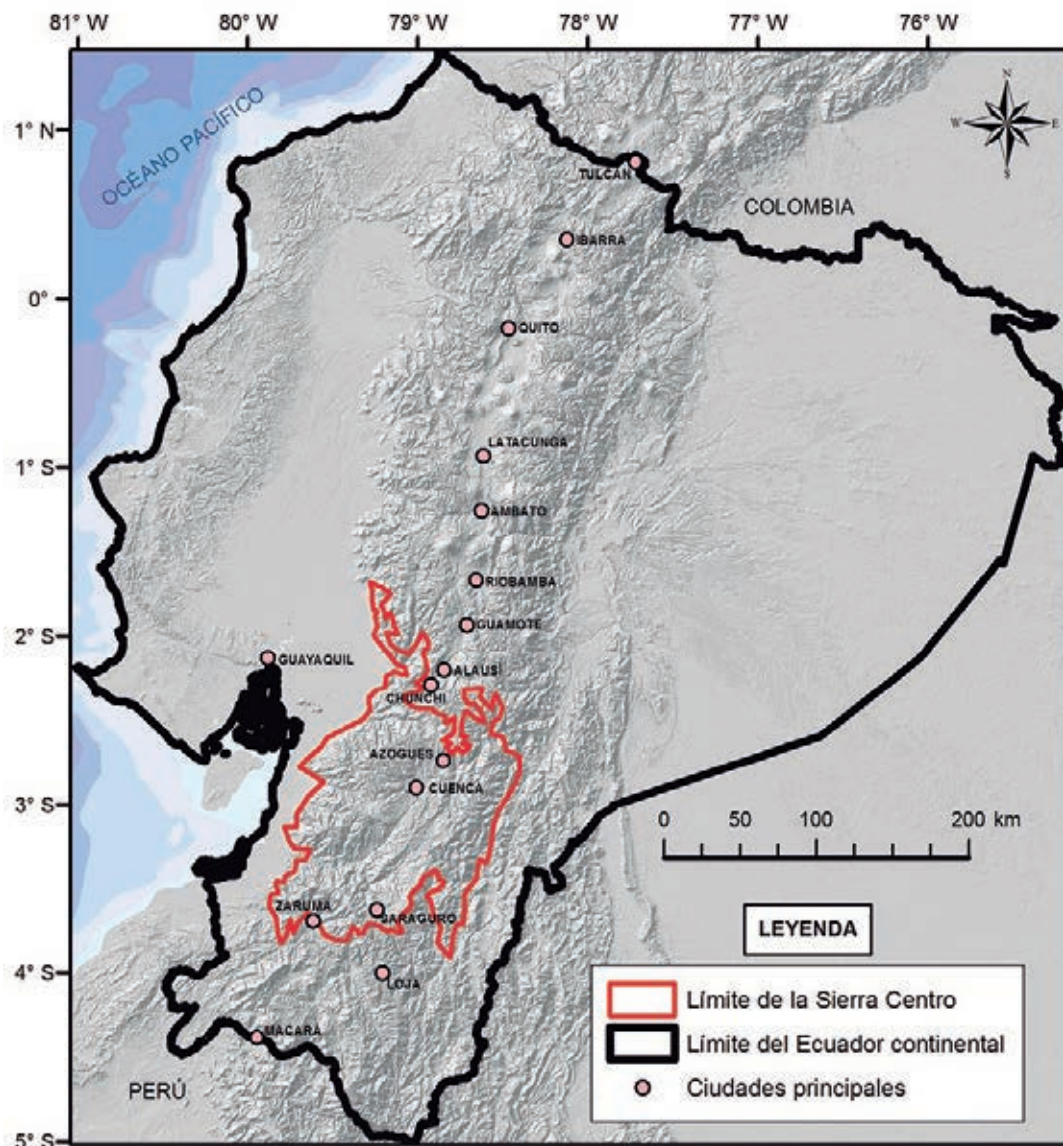 81° W
80° W
79° W
78° W
77° W
76° W
N
W
E
S
OCÉANO PACÍFICO
1° N
TULCÁN
COLOMBIA
IBARRA
0°
QUITO
LATACUNGA
1° S
AMBATO
RIOBAMBA
GUAMOTE
2° S
GUAYAQUIL
ALAUSÍ
CHUNCHI
AZOGUES
CUENCA
3° S
0 50 100 200 km
ZARUMA
SARAGURO
LEYENDA
4° S
LOJA
Límite de la Sierra Centro
MACARA
Límite del Ecuador continental
PERÚ
Ciudades principales
5° S